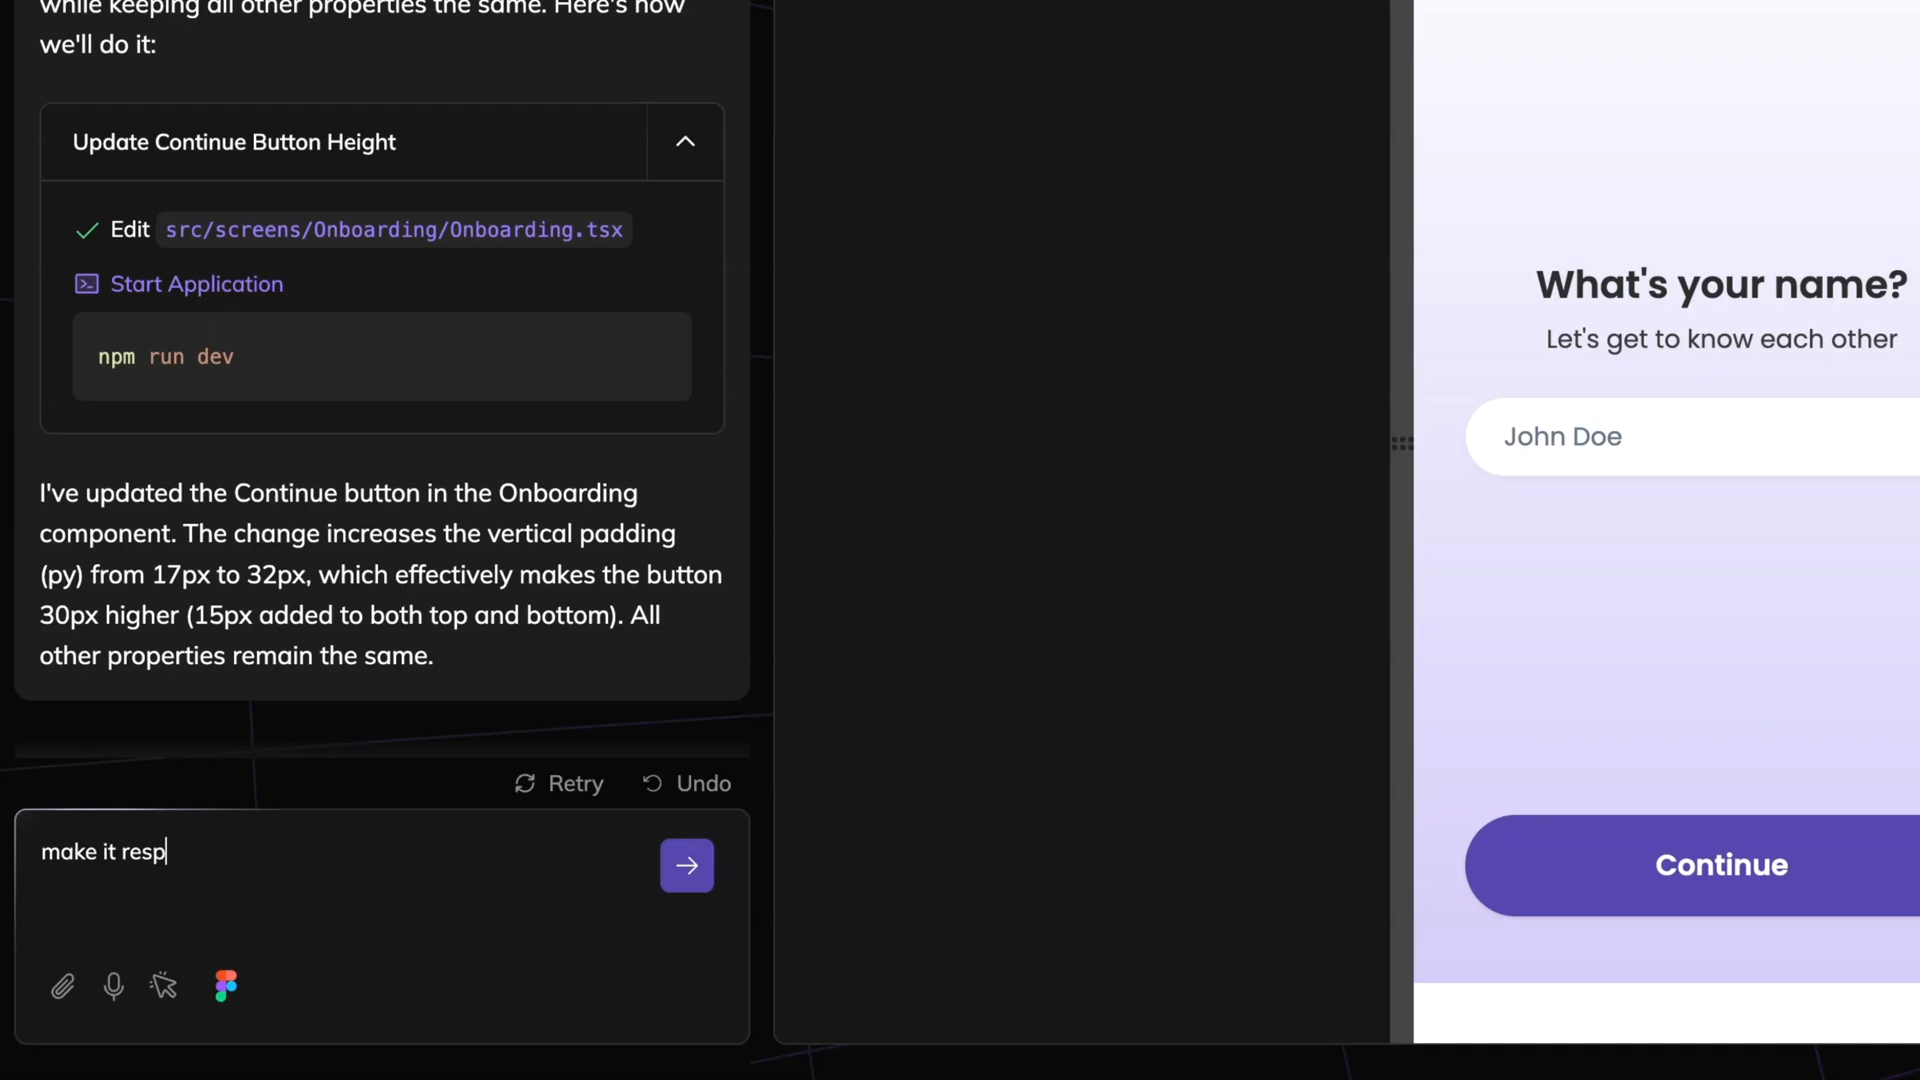 while keeping all other properties the same. Here's how
we'll do it:
Update Continue Button Height
Edit src/screens/Onboarding/Onboarding.tsx
Start Application
npm run dev
I've updated the Continue button in the Onboarding
component. The change increases the vertical padding
(py) from 17px to 32px, which effectively makes the button
30px higher (15px added to both top and bottom). All
other properties remain the same.
Retry Undo
make it resp
What's your name?
Let's get to know each other
John Doe
Continue